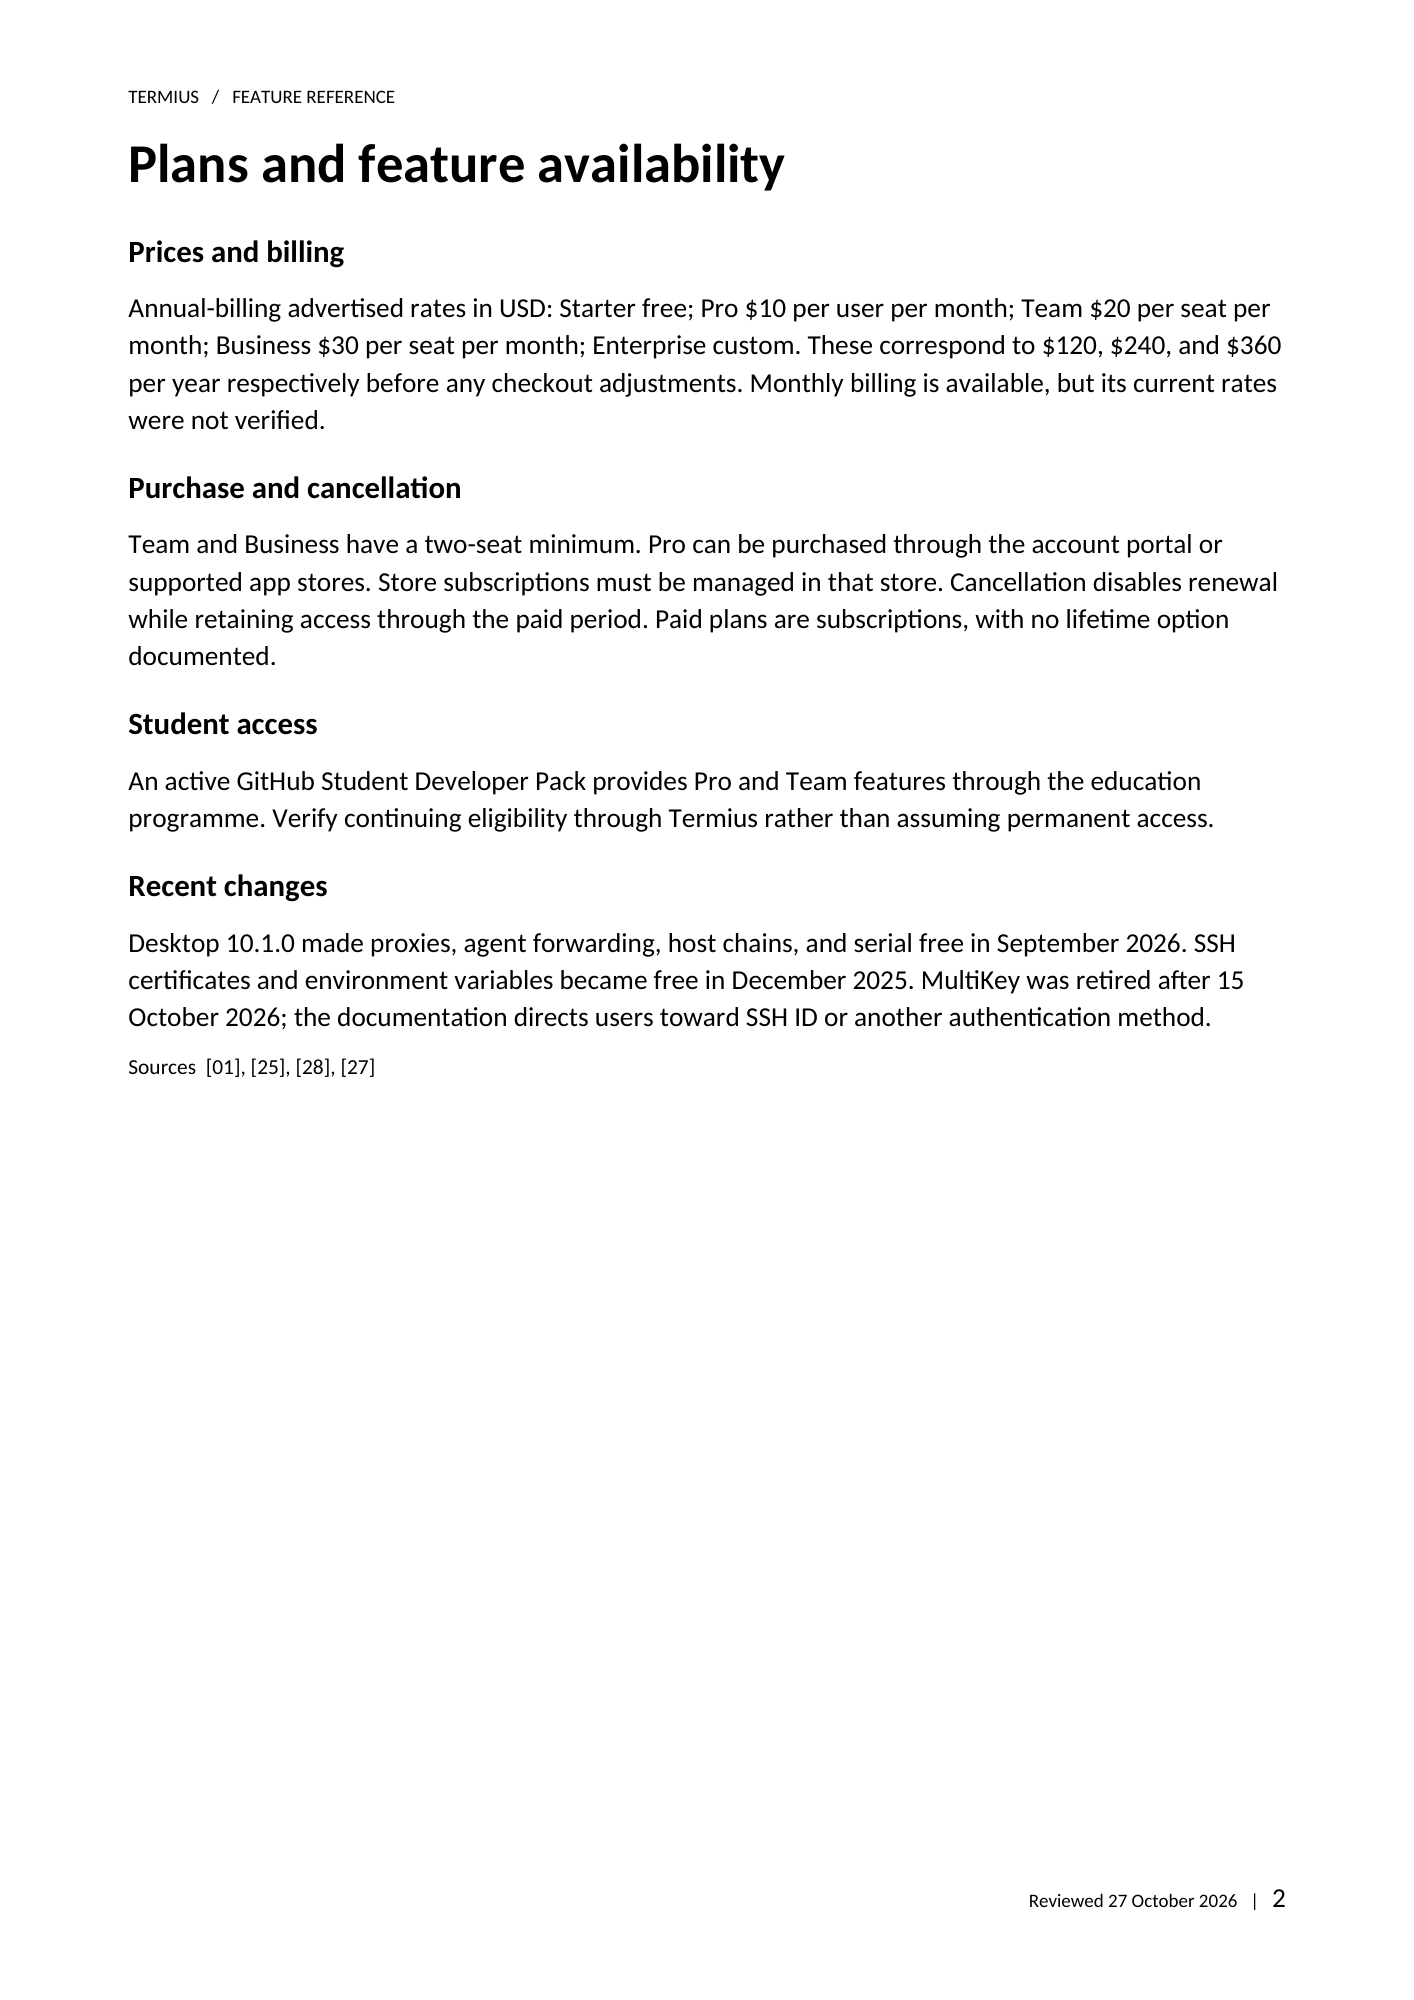 TERMIUS / FEATURE REFERENCE
Plans and feature availability
Prices and billing
Annual-billing advertised rates in USD: Starter free; Pro $10 per user per month; Team $20 per seat per
month; Business $30 per seat per month; Enterprise custom. These correspond to $120, $240, and $360
per year respectively before any checkout adjustments. Monthly billing is available, but its current rates
were not verified.
Purchase and cancellation
Team and Business have a two-seat minimum. Pro can be purchased through the account portal or
supported app stores. Store subscriptions must be managed in that store. Cancellation disables renewal
while retaining access through the paid period. Paid plans are subscriptions, with no lifetime option
documented.
Student access
An active GitHub Student Developer Pack provides Pro and Team features through the education
programme. Verify continuing eligibility through Termius rather than assuming permanent access.
Recent changes
Desktop 10.1.0 made proxies, agent forwarding, host chains, and serial free in September 2026. SSH
certificates and environment variables became free in December 2025. MultiKey was retired after 15
October 2026; the documentation directs users toward SSH ID or another authentication method.
Sources [01], [25], [28], [27]
Reviewed 27 October 2026 | 2